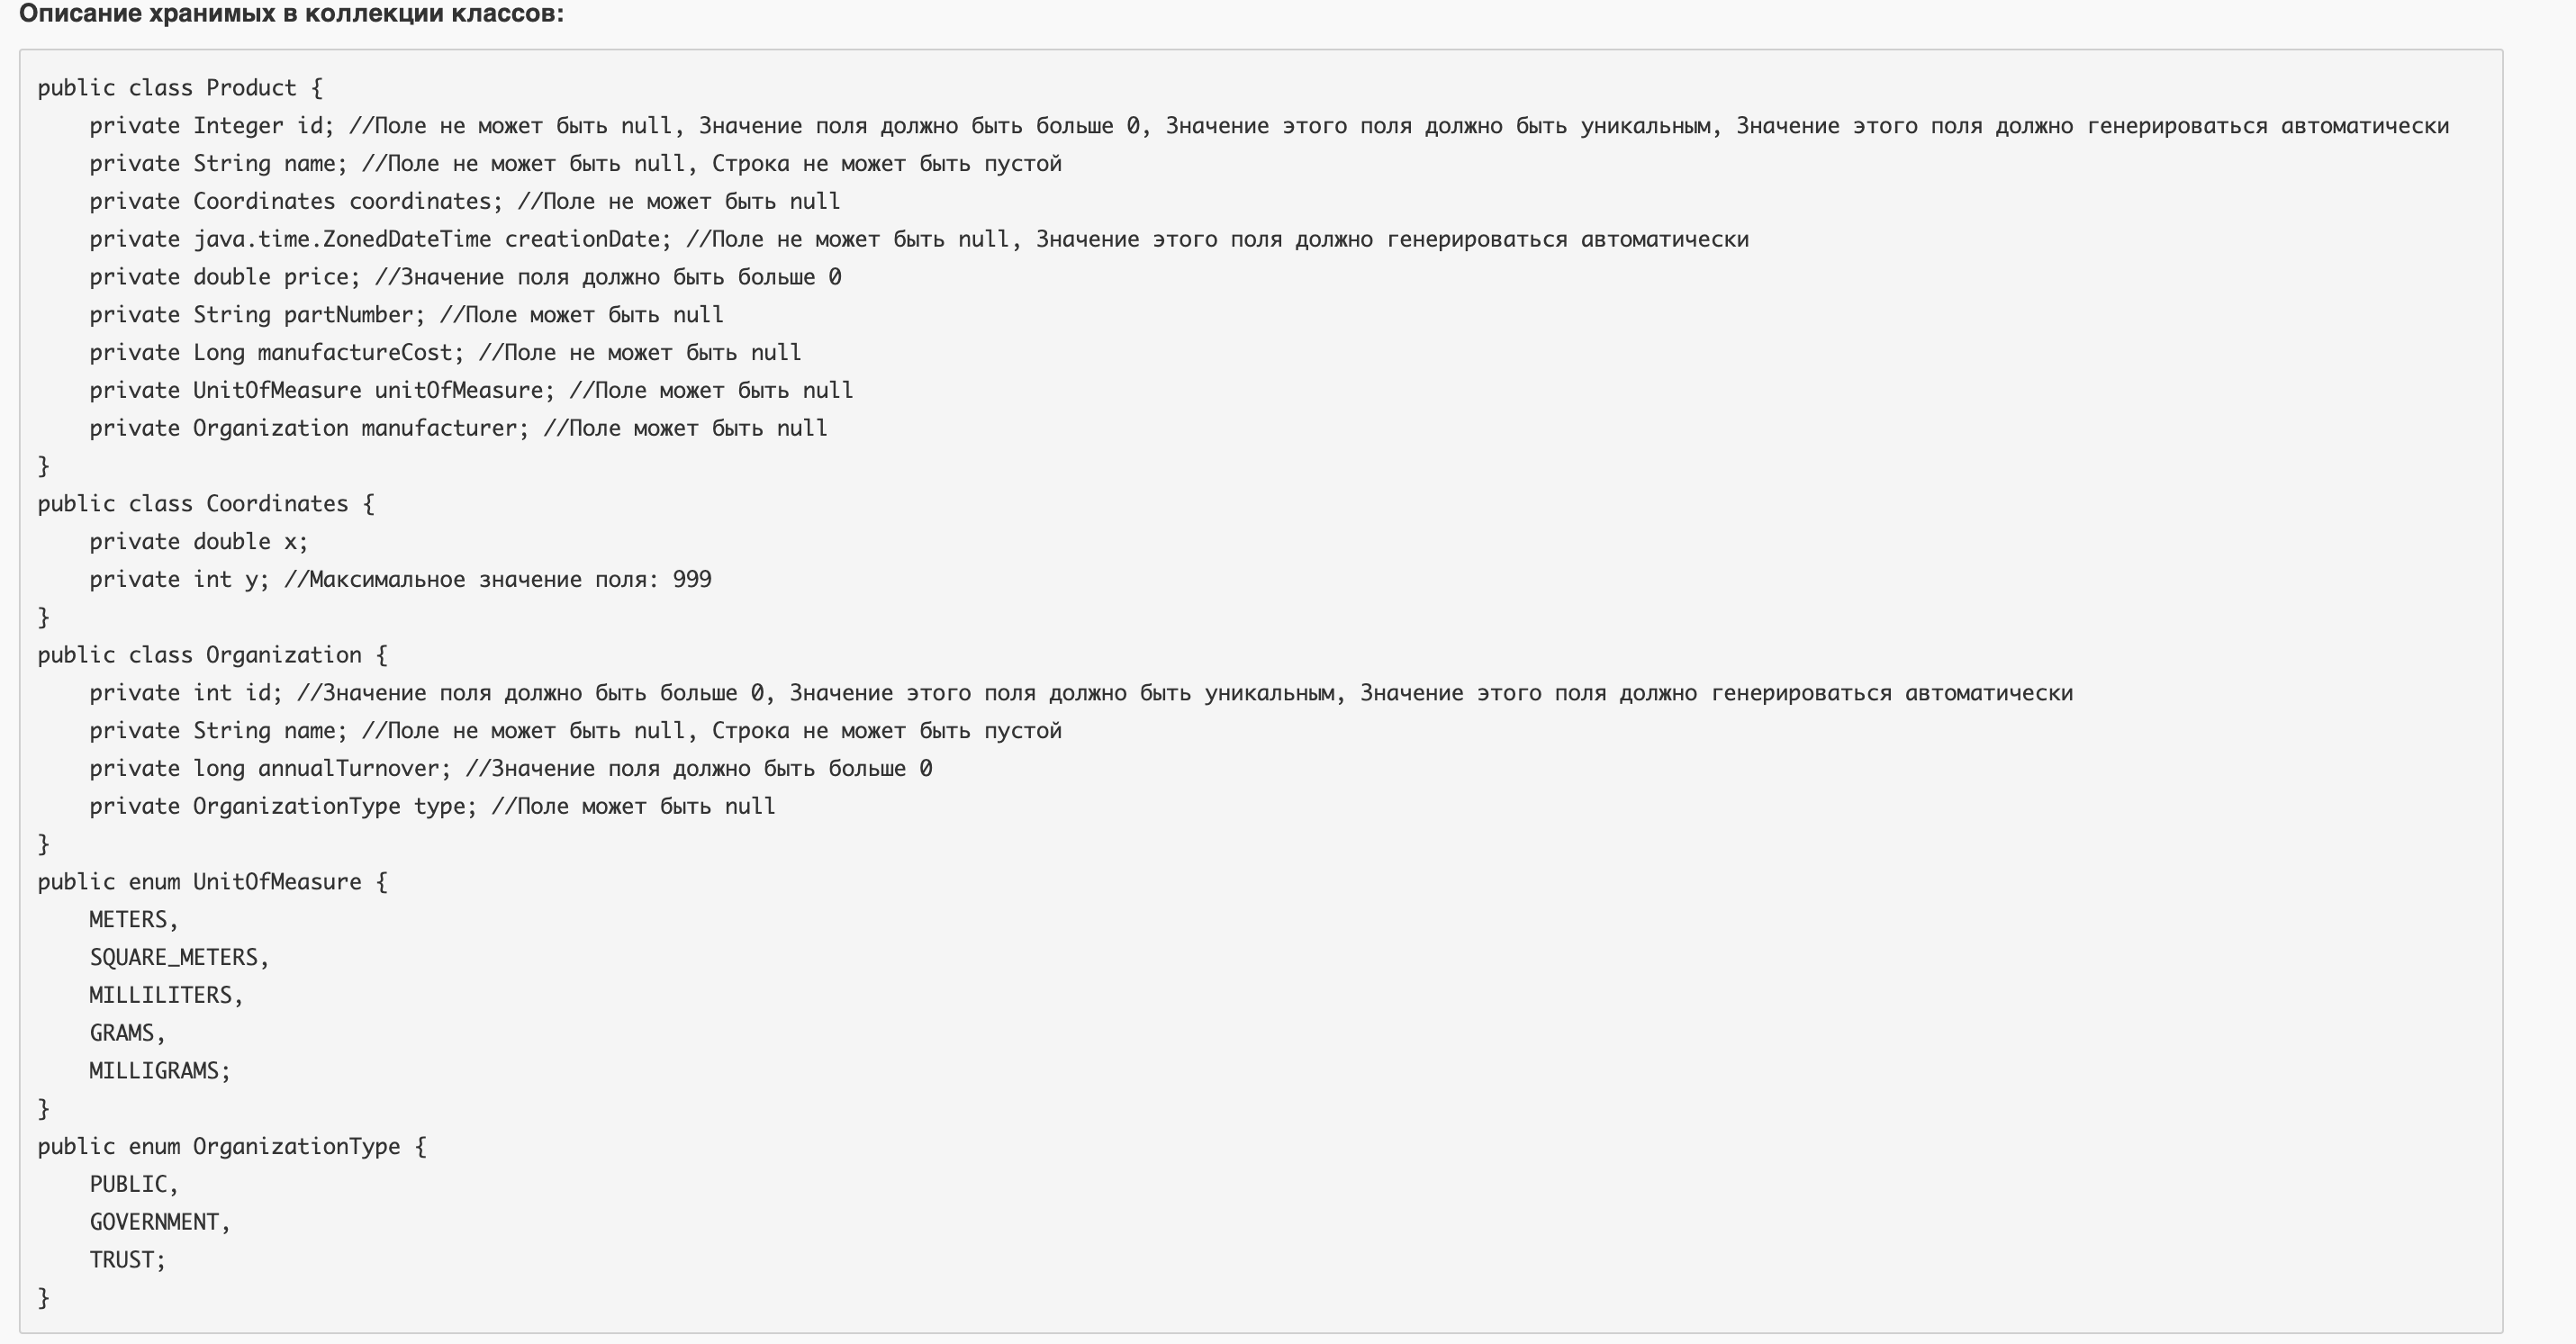 Описание хранимых в коллекции классов:
public class Product {
    private Integer id; //Поле не может быть null, Значение поля должно быть больше 0, Значение этого поля должно быть уникальным, Значение этого поля должно генерироваться автоматически
    private String name; //Поле не может быть null, Строка не может быть пустой
    private Coordinates coordinates; //Поле не может быть null
    private java.time.ZonedDateTime creationDate; //Поле не может быть null, Значение этого поля должно генерироваться автоматически
    private double price; //Значение поля должно быть больше 0
    private String partNumber; //Поле может быть null
    private Long manufactureCost; //Поле не может быть null
    private UnitOfMeasure unitOfMeasure; //Поле может быть null
    private Organization manufacturer; //Поле может быть null
}
public class Coordinates {
    private double x;
    private int y; //Максимальное значение поля: 999
}
public class Organization {
    private int id; //Значение поля должно быть больше 0, Значение этого поля должно быть уникальным, Значение этого поля должно генерироваться автоматически
    private String name; //Поле не может быть null, Строка не может быть пустой
    private long annualTurnover; //Значение поля должно быть больше 0
    private OrganizationType type; //Поле может быть null
}
public enum UnitOfMeasure {
    METERS,
    SQUARE_METERS,
    MILLILITERS,
    GRAMS,
    MILLIGRAMS;
}
public enum OrganizationType {
    PUBLIC,
    GOVERNMENT,
    TRUST;
}